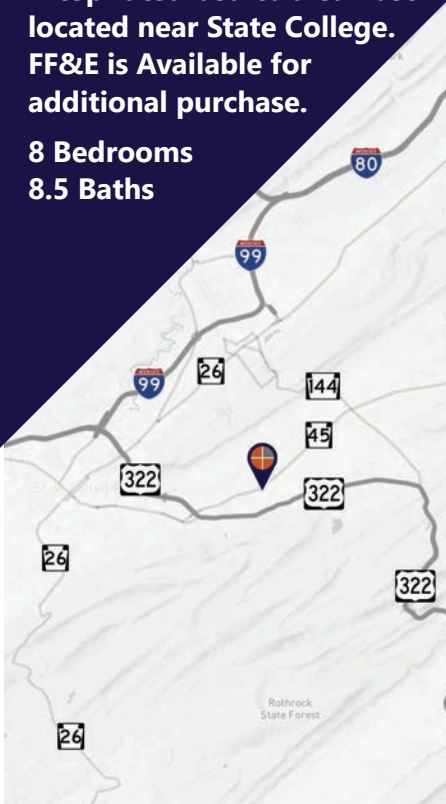 located near State College.
FF&E is Available for
additional purchase.
8 Bedrooms
8.5 Baths
80
99
26
99
144
45
322
322
26
322
Rothrock
State Forest
26